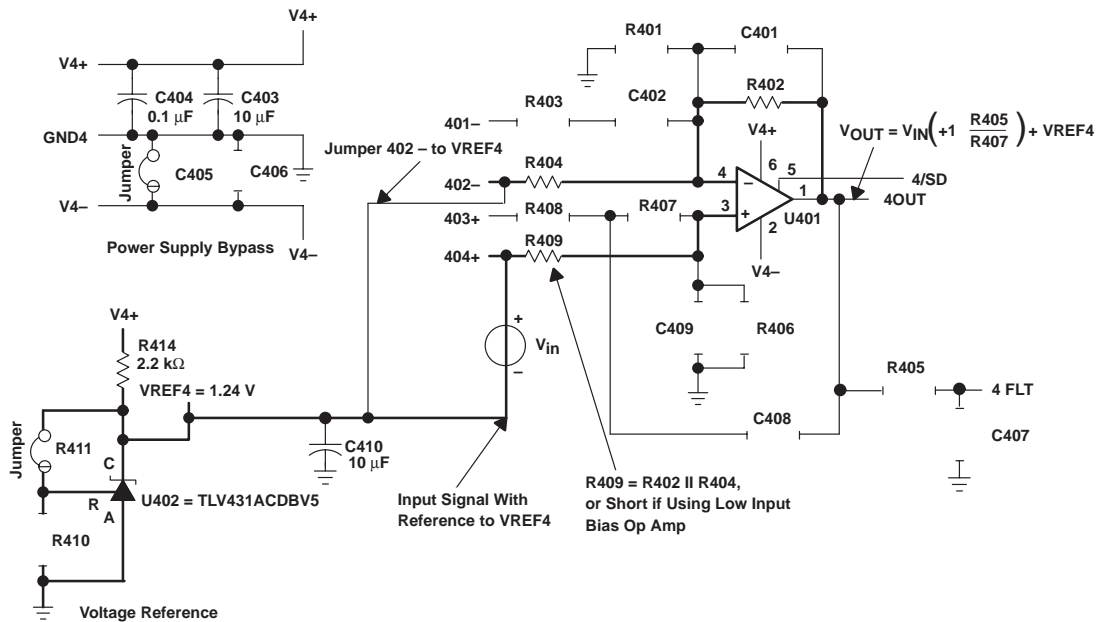 V4+
V4+
C404
0.1 μF
C403
10 μF
GND4
Jumper
C405
C406
V4–
Power Supply Bypass
V4–
R401
C401
R402
R403
C402
401–
Jumper 402 – to VREF4
R404
402–
403+
R408
R407
R409
404+
V4+
4
–
6
5
3
+
1
2
U401
V4–
4/SD
4OUT
VOUT = VIN(+1 R405/R407) + VREF4
+
Vin
–
C409
R406
R405
4 FLT
C408
C407
V4+
R414
2.2 kΩ
VREF4 = 1.24 V
Jumper
R411
C
R
A
U402 = TLV431ACDBV5
R410
C410
10 μF
Input Signal With
Reference to VREF4
R409 = R402 II R404,
or Short if Using Low Input
Bias Op Amp
Voltage Reference